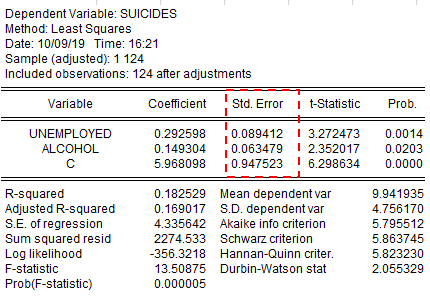 Dependent Variable: SUICIDES
Method: Least Squares
Date: 10/09/19 Time: 16:21
Sample (adjusted): 1 124
Included observations: 124 after adjustments
Variable Coefficient Std. Error t-Statistic Prob.
UNEMPLOYED 0.292598 0.089412 3.272473 0.0014
ALCOHOL 0.149304 0.063479 2.352017 0.0203
C 5.968098 0.947523 6.298634 0.0000
R-squared 0.182529 Mean dependent var 9.941935
Adjusted R-squared 0.169017 S.D. dependent var 4.756170
S.E. of regression 4.335642 Akaike info criterion 5.795512
Sum squared resid 2274.533 Schwarz criterion 5.863745
Log likelihood -356.3218 Hannan-Quinn criter. 5.823230
F-statistic 13.50875 Durbin-Watson stat 2.055329
Prob(F-statistic) 0.000005